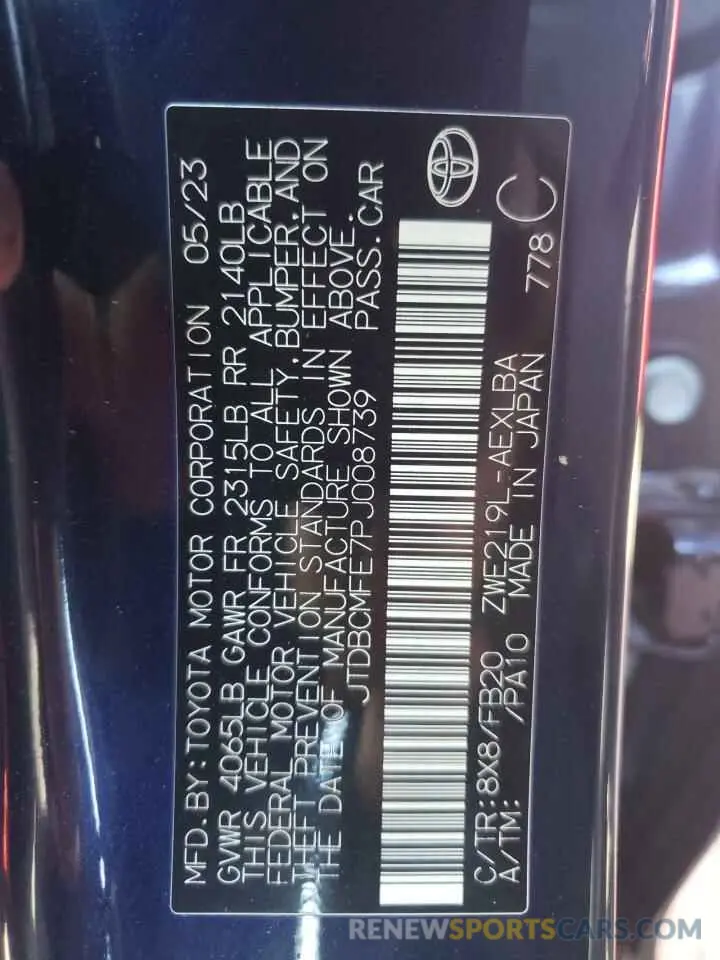 MFD.BY:TOYOTA MOTOR CORPORATION 05/23
GVWR 4065LB GAWR FR 2315LB RR 2140LB
THIS VEHICLE CONFORMS TO ALL APPLICABLE
FEDERAL MOTOR VEHICLE SAFETY,BUMPER,AND
THEFT PREVENTION STANDARDS IN EFFECT ON
THE DATE OF MANUFACTURE SHOWN ABOVE.
JTDBCMFE7PJ008739 PASS.CAR
C/TR:8X8/FB20 ZWE219L-AEXLBA
A/TM: /PA10 MADE IN JAPAN
778 C
RENEWSPORTSCARS.COM